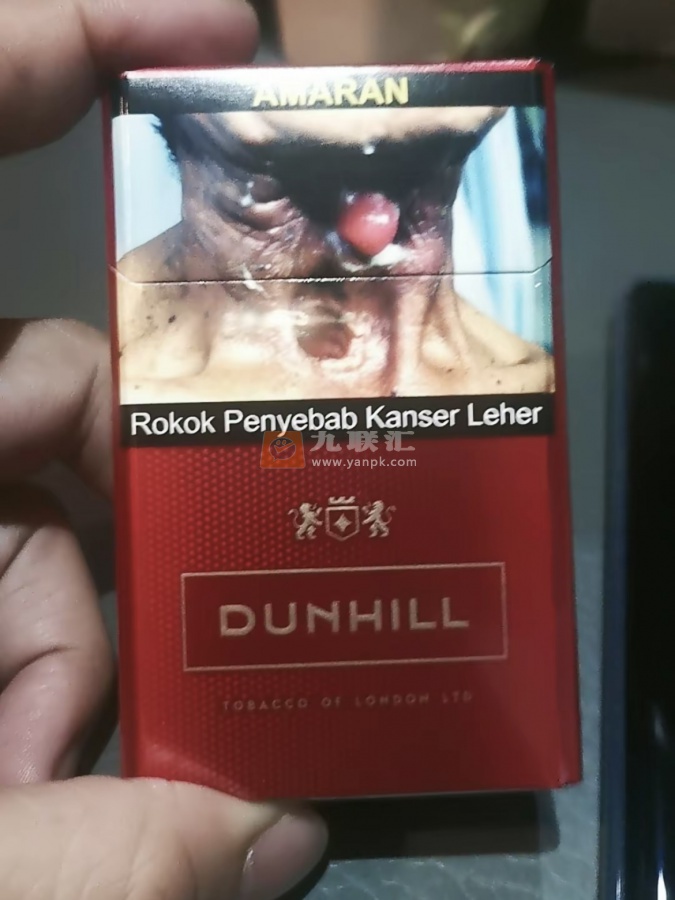 AMARAN
Rokok Penyebab Kanser Leher
九联汇
www.yanpk.com
DUNHILL
TOBACCO OF LONDON LTD